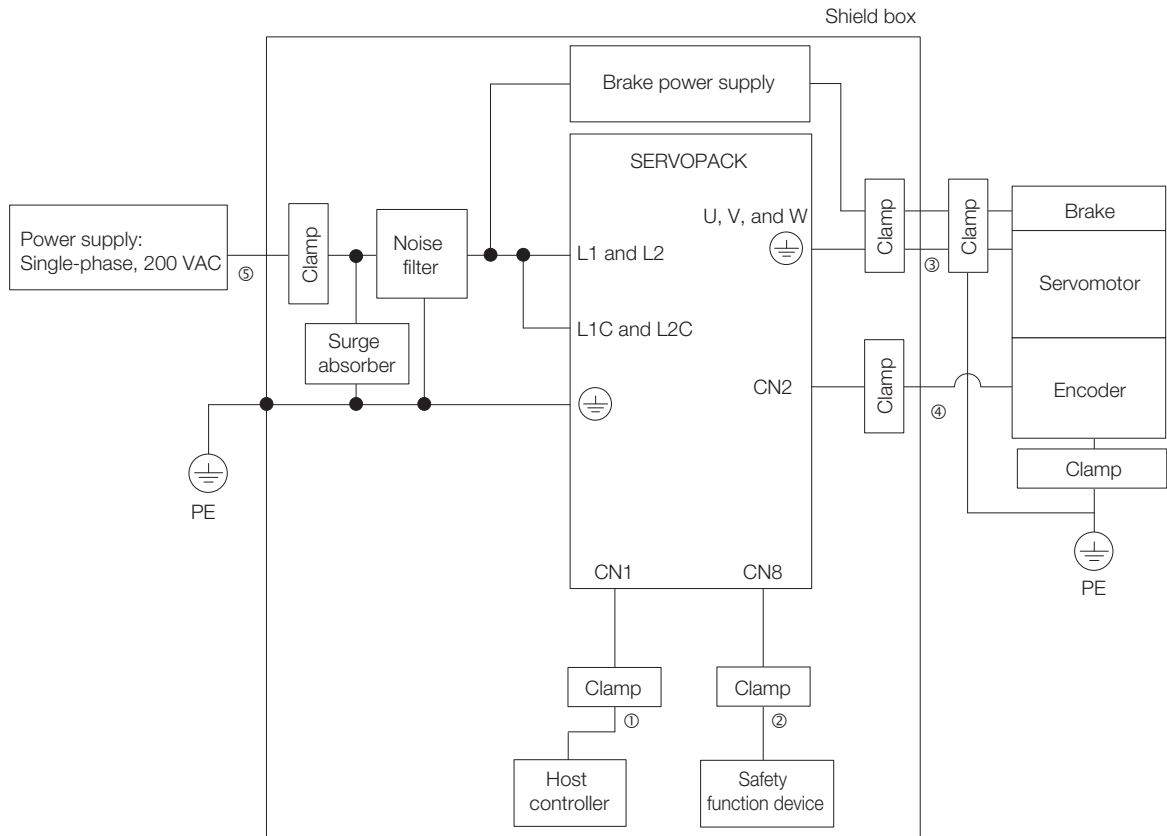 Shield box
Brake power supply
SERVOPACK
U, V, and W
Clamp
Clamp
Brake
Power supply:
Single-phase, 200 VAC
⑤
Clamp
Noise
filter
L1 and L2
③
Servomotor
L1C and L2C
Surge
absorber
CN2
Clamp
④
Encoder
Clamp
PE
PE
CN1
CN8
Clamp
Clamp
①
②
Host
controller
Safety
function device